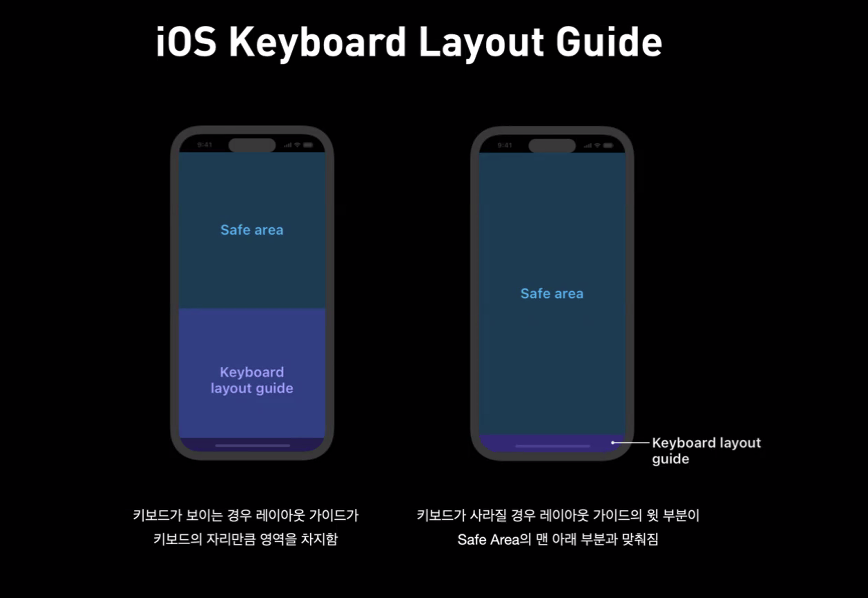 iOS Keyboard Layout Guide
9:41
9:41
Safe area
Safe area
Keyboard
layout guide
Keyboard layout
guide
키보드가 보이는 경우 레이아웃 가이드가
키보드의 자리만큼 영역을 차지함
키보드가 사라질 경우 레이아웃 가이드의 윗 부분이
Safe Area의 맨 아래 부분과 맞춰짐